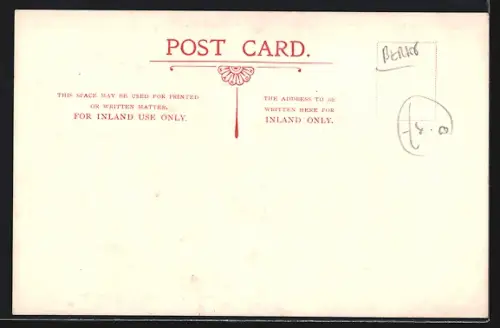 POST CARD.
THIS SPACE MAY BE USED FOR PRINTED
OR WRITTEN MATTER.
FOR INLAND USE ONLY.
THE ADDRESS TO BE
WRITTEN HERE FOR
INLAND ONLY.
BERKS